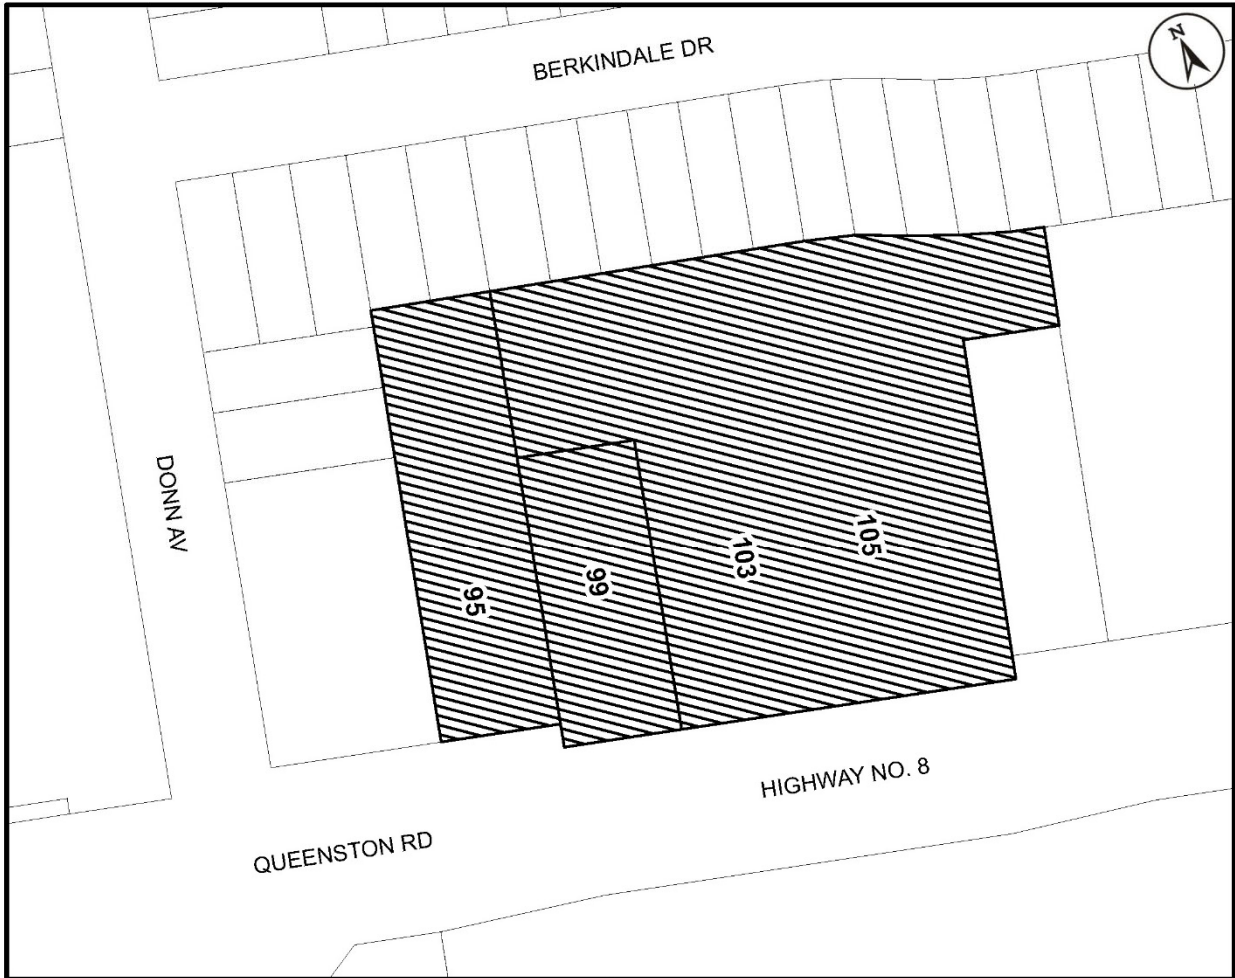 BERKINDALE DR
N
DONN AV
95
99
103
105
HIGHWAY NO. 8
QUEENSTON RD